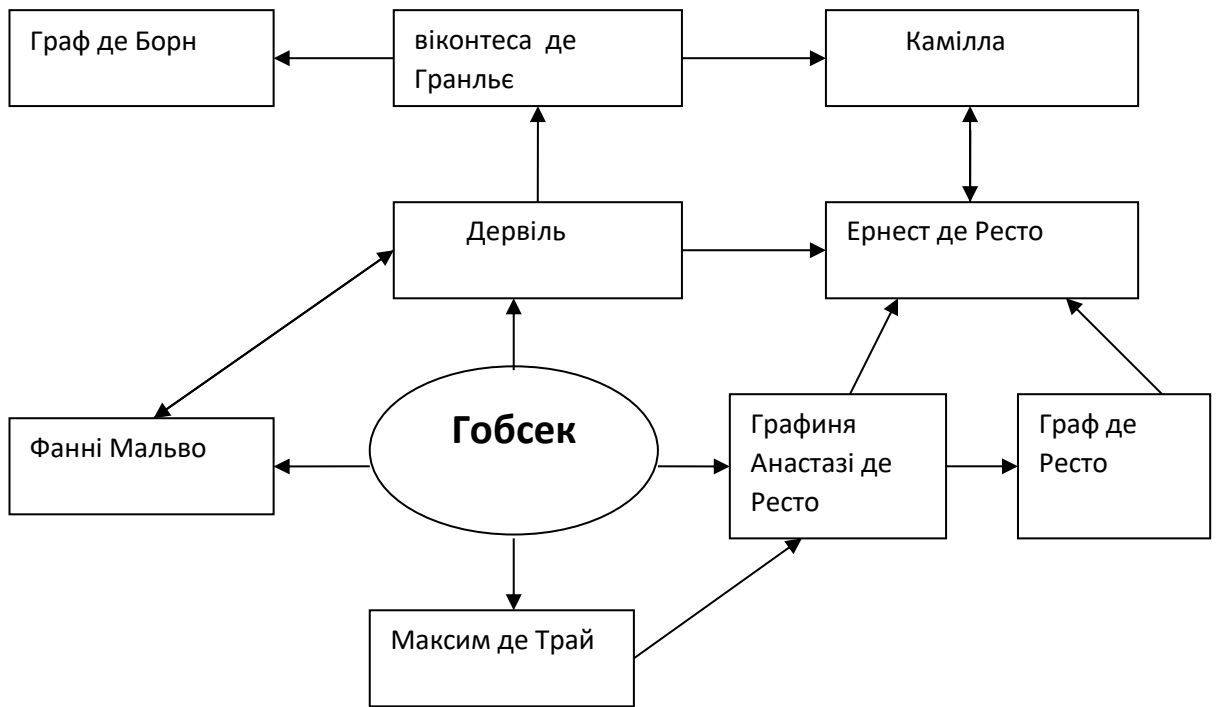 Граф де Борн
віконтеса де
Гранльє
Камілла
Дервіль
Ернест де Ресто
Гобсек
Фанні Мальво
Графиня
Анастазі де
Ресто
Граф де
Ресто
Максим де Трай